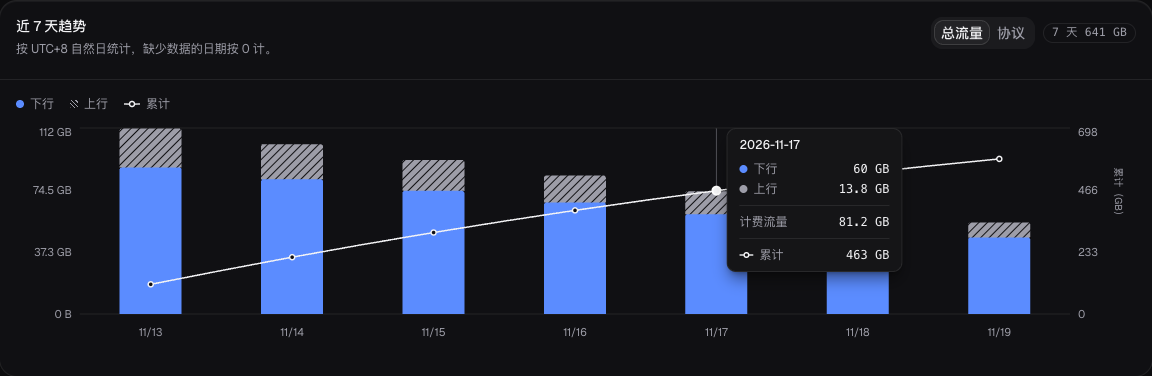 近 7 天趋势
按 UTC+8 自然日统计，缺少数据的日期按 0 计。
总流量 协议 7 天 641 GB
下行 上行 累计
112 GB
74.5 GB
37.3 GB
0 B
698
466
233
0
累计 (GB)
2026-11-17
下行 60 GB
上行 13.8 GB
计费流量 81.2 GB
累计 463 GB
11/13 11/14 11/15 11/16 11/17 11/18 11/19